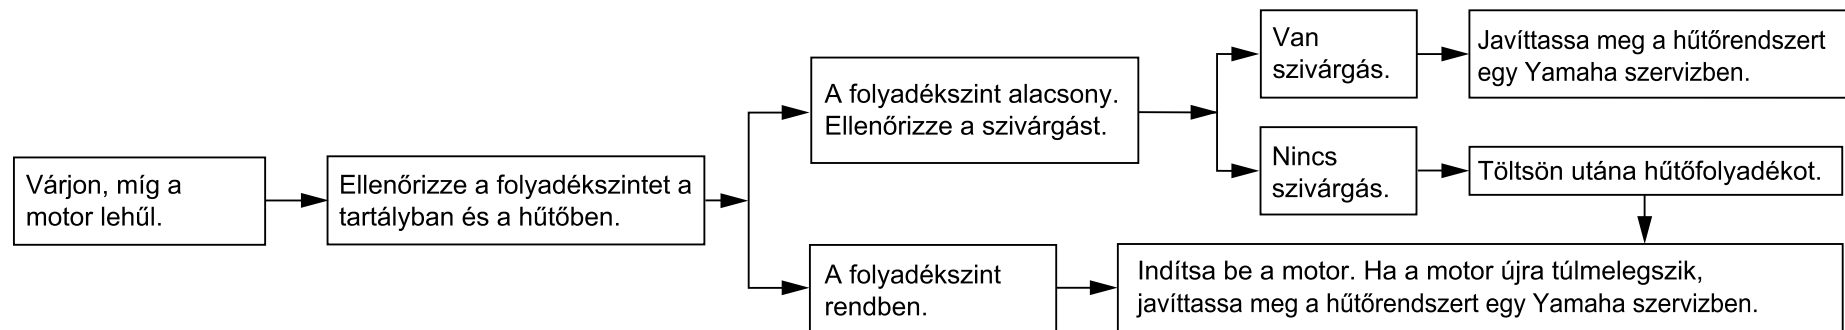 Várjon, míg a
motor lehűl.
Ellenőrizze a folyadékszintet a
tartályban és a hűtőben.
A folyadékszint alacsony.
Ellenőrizze a szivárgást.
Van
szivárgás.
Javíttassa meg a hűtőrendszert
egy Yamaha szervizben.
Nincs
szivárgás.
Töltsön utána hűtőfolyadékot.
A folyadékszint
rendben.
Indítsa be a motor. Ha a motor újra túlmelegszik,
javíttassa meg a hűtőrendszert egy Yamaha szervizben.